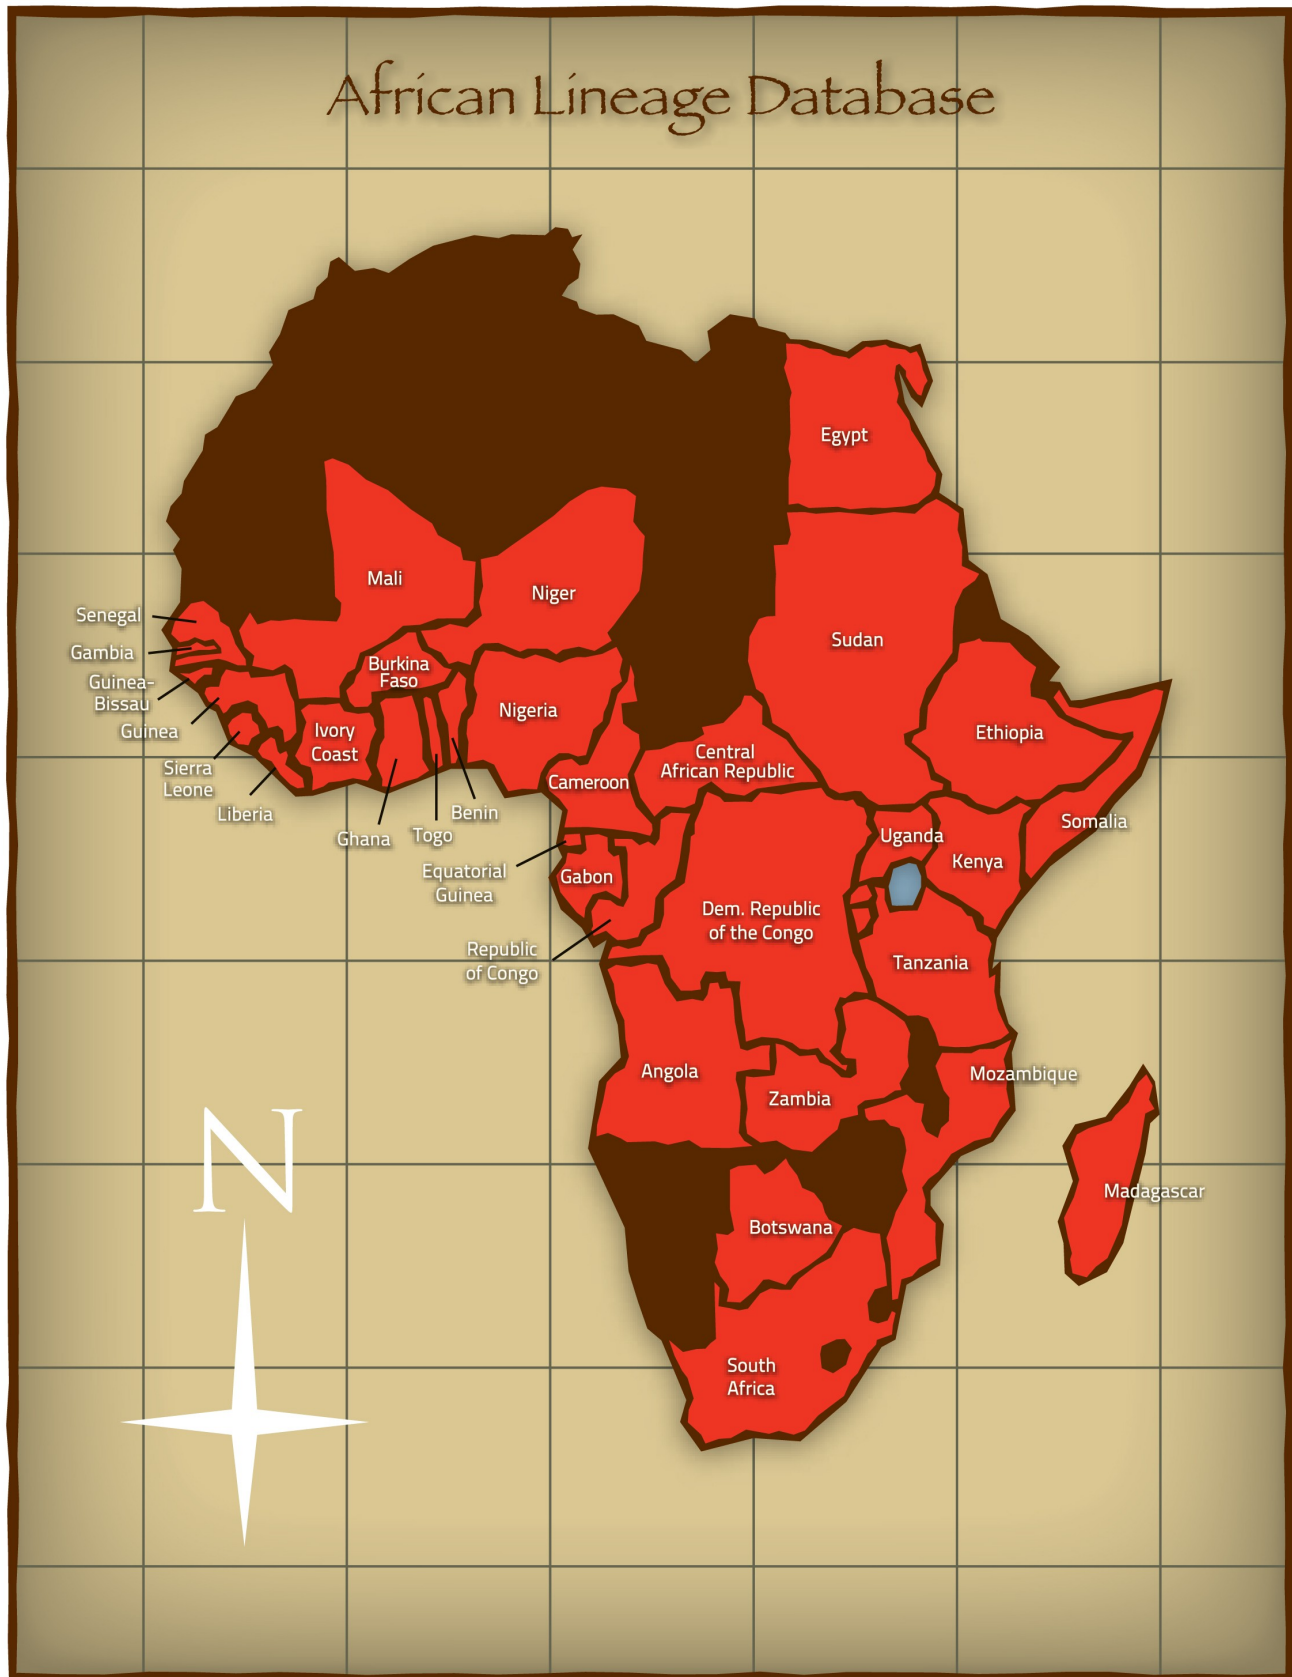 African Lineage Database
Egypt
Mali
Niger
Senegal
Sudan
Gambia
Burkina
Faso
Guinea-
Bissau
Nigeria
Guinea
Ivory
Coast
Ethiopia
Central
African Republic
Sierra
Leone
Cameroon
Liberia
Benin
Somalia
Ghana
Togo
Uganda
Kenya
Equatorial
Guinea
Gabon
Dem. Republic
of the Congo
Republic
of Congo
Tanzania
Angola
Mozambique
Zambia
N
Madagascar
Botswana
South
Africa